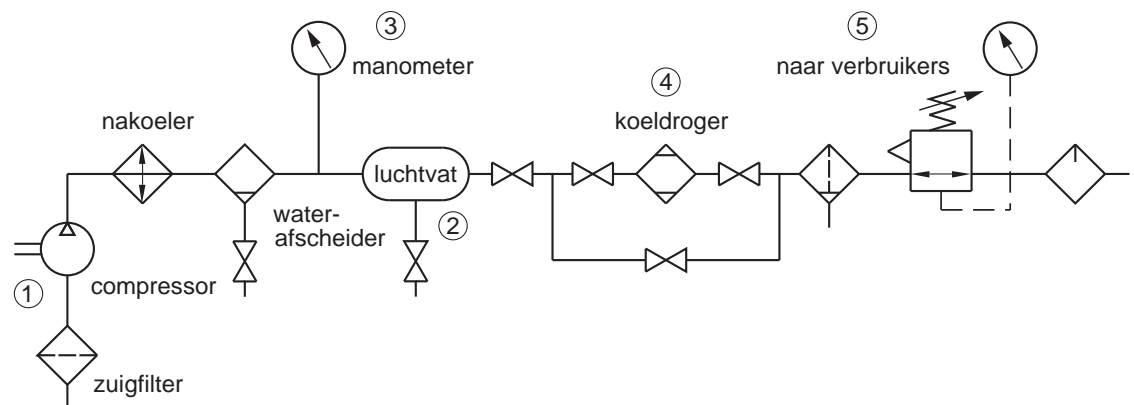 ③
manometer
⑤
naar verbruikers
④
koeldroger
nakoeler
luchtvat
water-
afscheider
②
①
compressor
zuigfilter